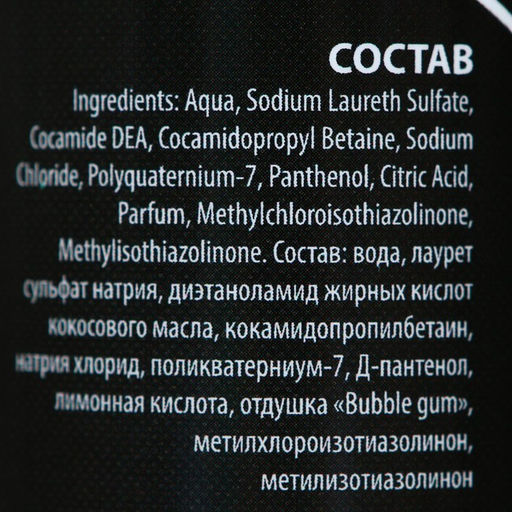 СОСТАВ
Ingredients: Aqua, Sodium Laureth Sulfate,
Cocamide DEA, Cocamidopropyl Betaine, Sodium
Chloride, Polyquaternium-7, Panthenol, Citric Acid,
Parfum, Methylchloroisothiazolinone,
Methylisothiazolinone. Состав: вода, лаурет
сульфат натрия, диэтаноламид жирных кислот
кокосового масла, кокамидопропилбетаин,
натрия хлорид, поликватерниум-7, Д-пантенол,
лимонная кислота, отдушка «Bubble gum»,
метилхлороизотиазолинон,
метилизотиазолинон